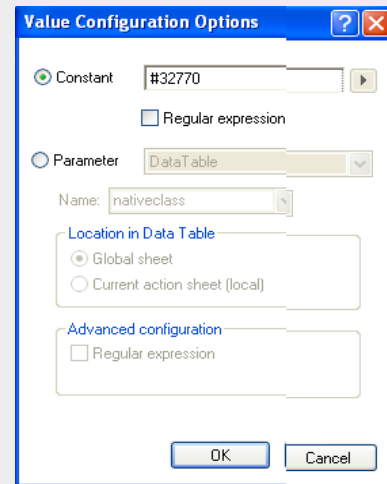 Value Configuration Options
Constant #32770
Regular expression
Parameter DataTable
Name: nativeclass
Location in Data Table
Global sheet
Current action sheet (local)
Advanced configuration
Regular expression
OK Cancel